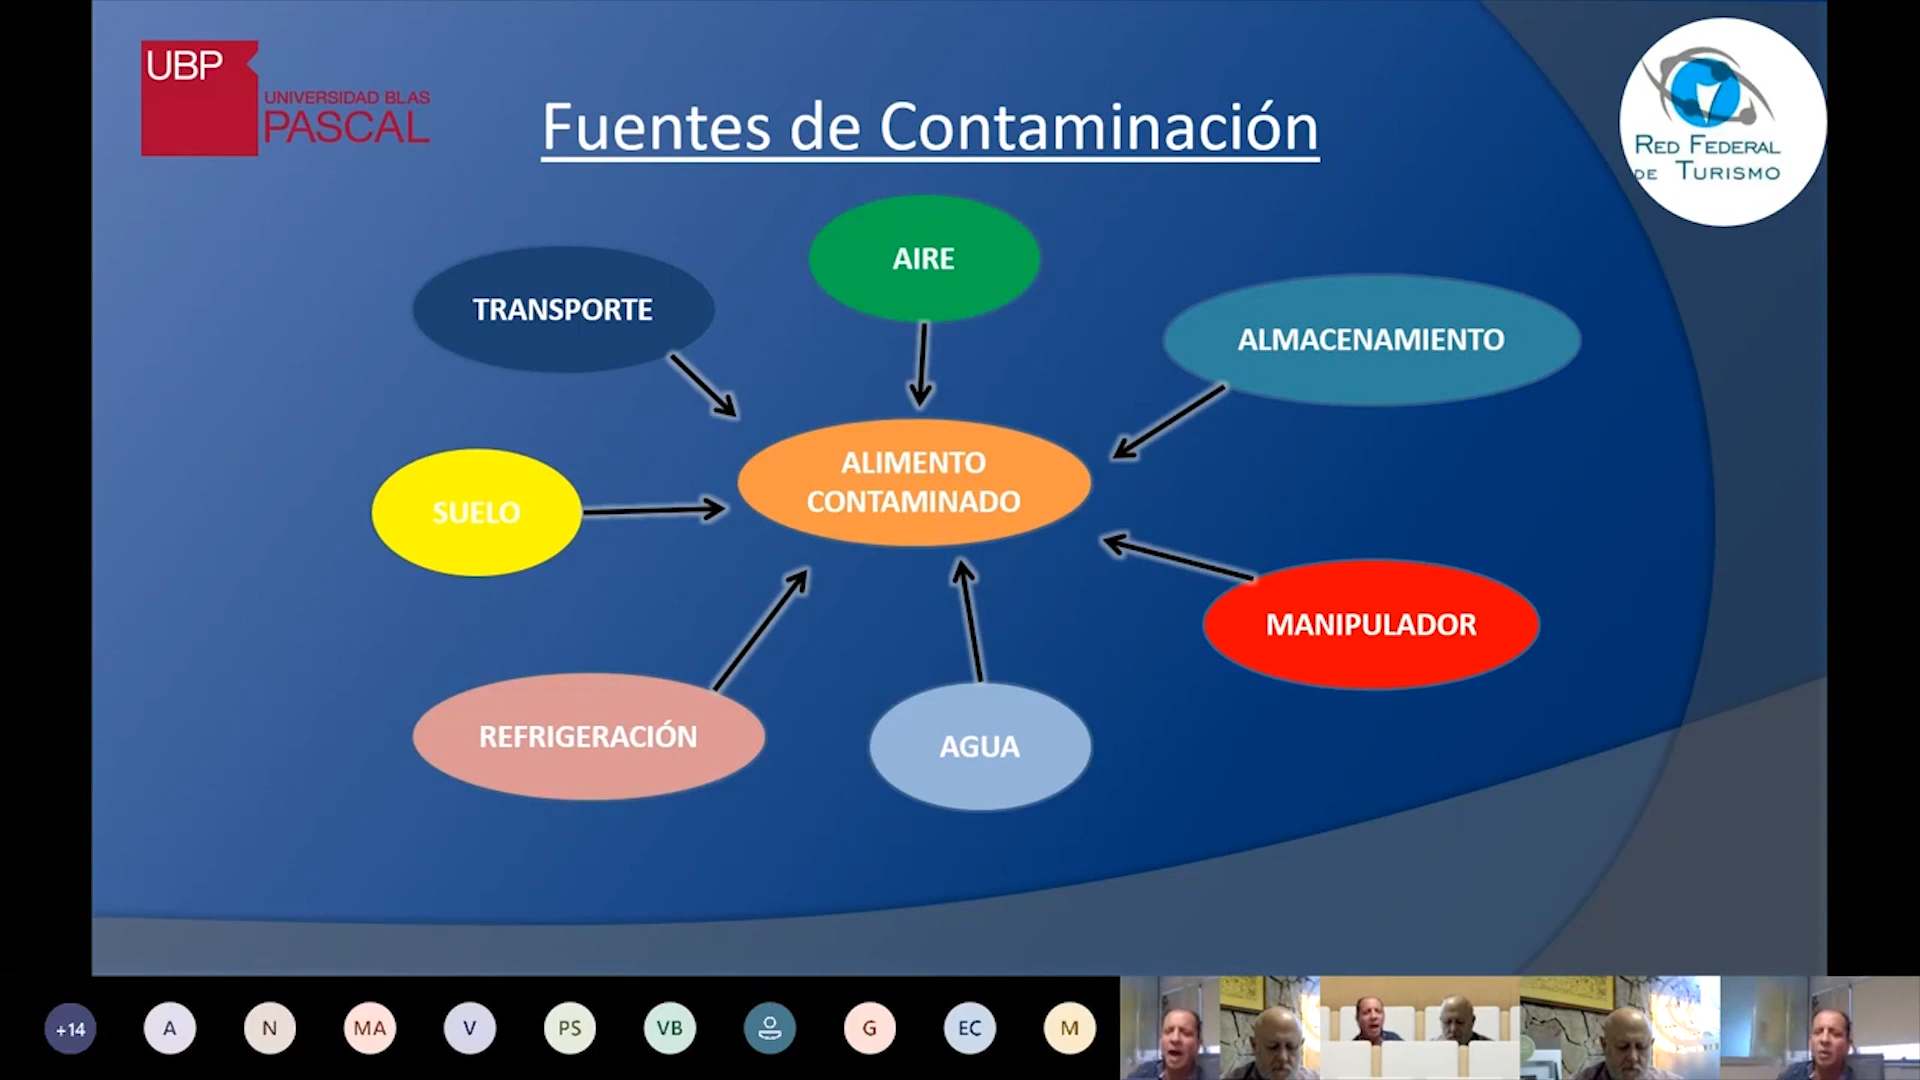 UBP
UNIVERSIDAD BLAS
PASCAL
Fuentes de Contaminación
RED FEDERAL
DE TURISMO
AIRE
TRANSPORTE
ALMACENAMIENTO
ALIMENTO
CONTAMINADO
SUELO
MANIPULADOR
REFRIGERACIÓN
AGUA
+14
A
N
MA
V
PS
VB
G
EC
M